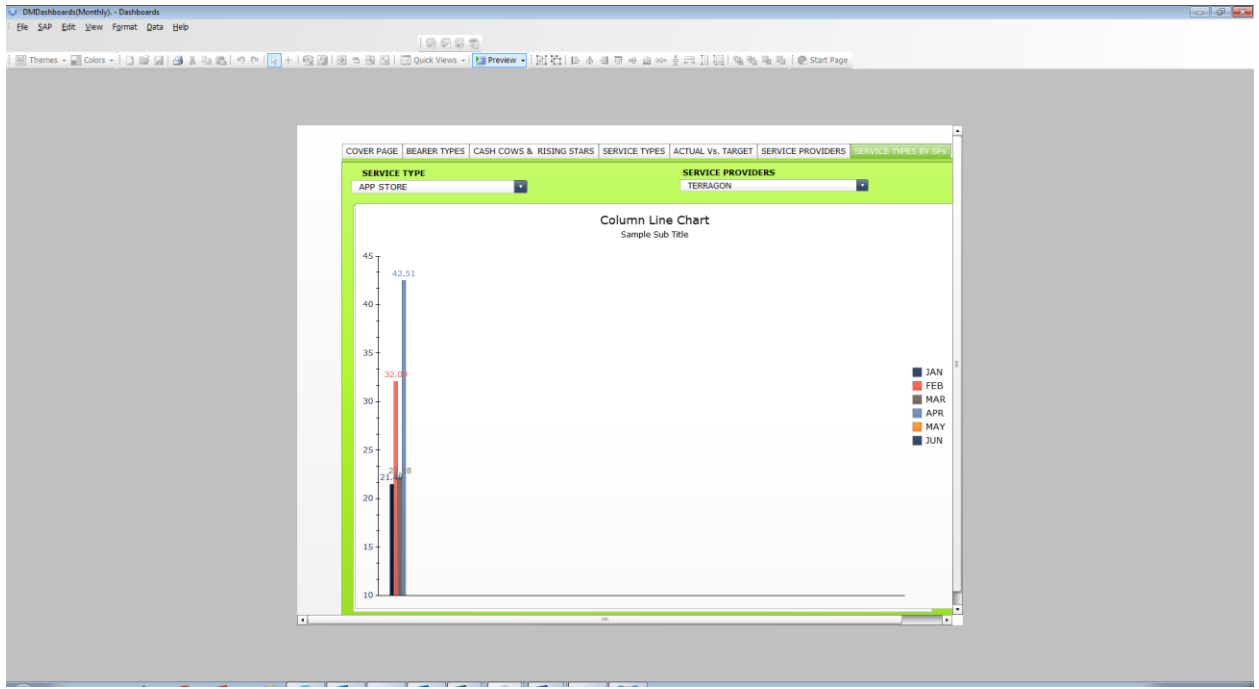 DMDashboards(Monthly). - Dashboards
File SAP Edit View Format Data Help
Themes Colors Quick Views Preview Start Page
COVER PAGE BEARER TYPES CASH COWS & RISING STARS SERVICE TYPES ACTUAL Vs. TARGET SERVICE PROVIDERS SERVICE TYPES BY SPs
SERVICE TYPE SERVICE PROVIDERS
APP STORE TERRAGON
Column Line Chart
Sample Sub Title
45
42.51
40
35
32.0
JAN
FEB
30
MAR
APR
MAY
25
JUN
20
15
10